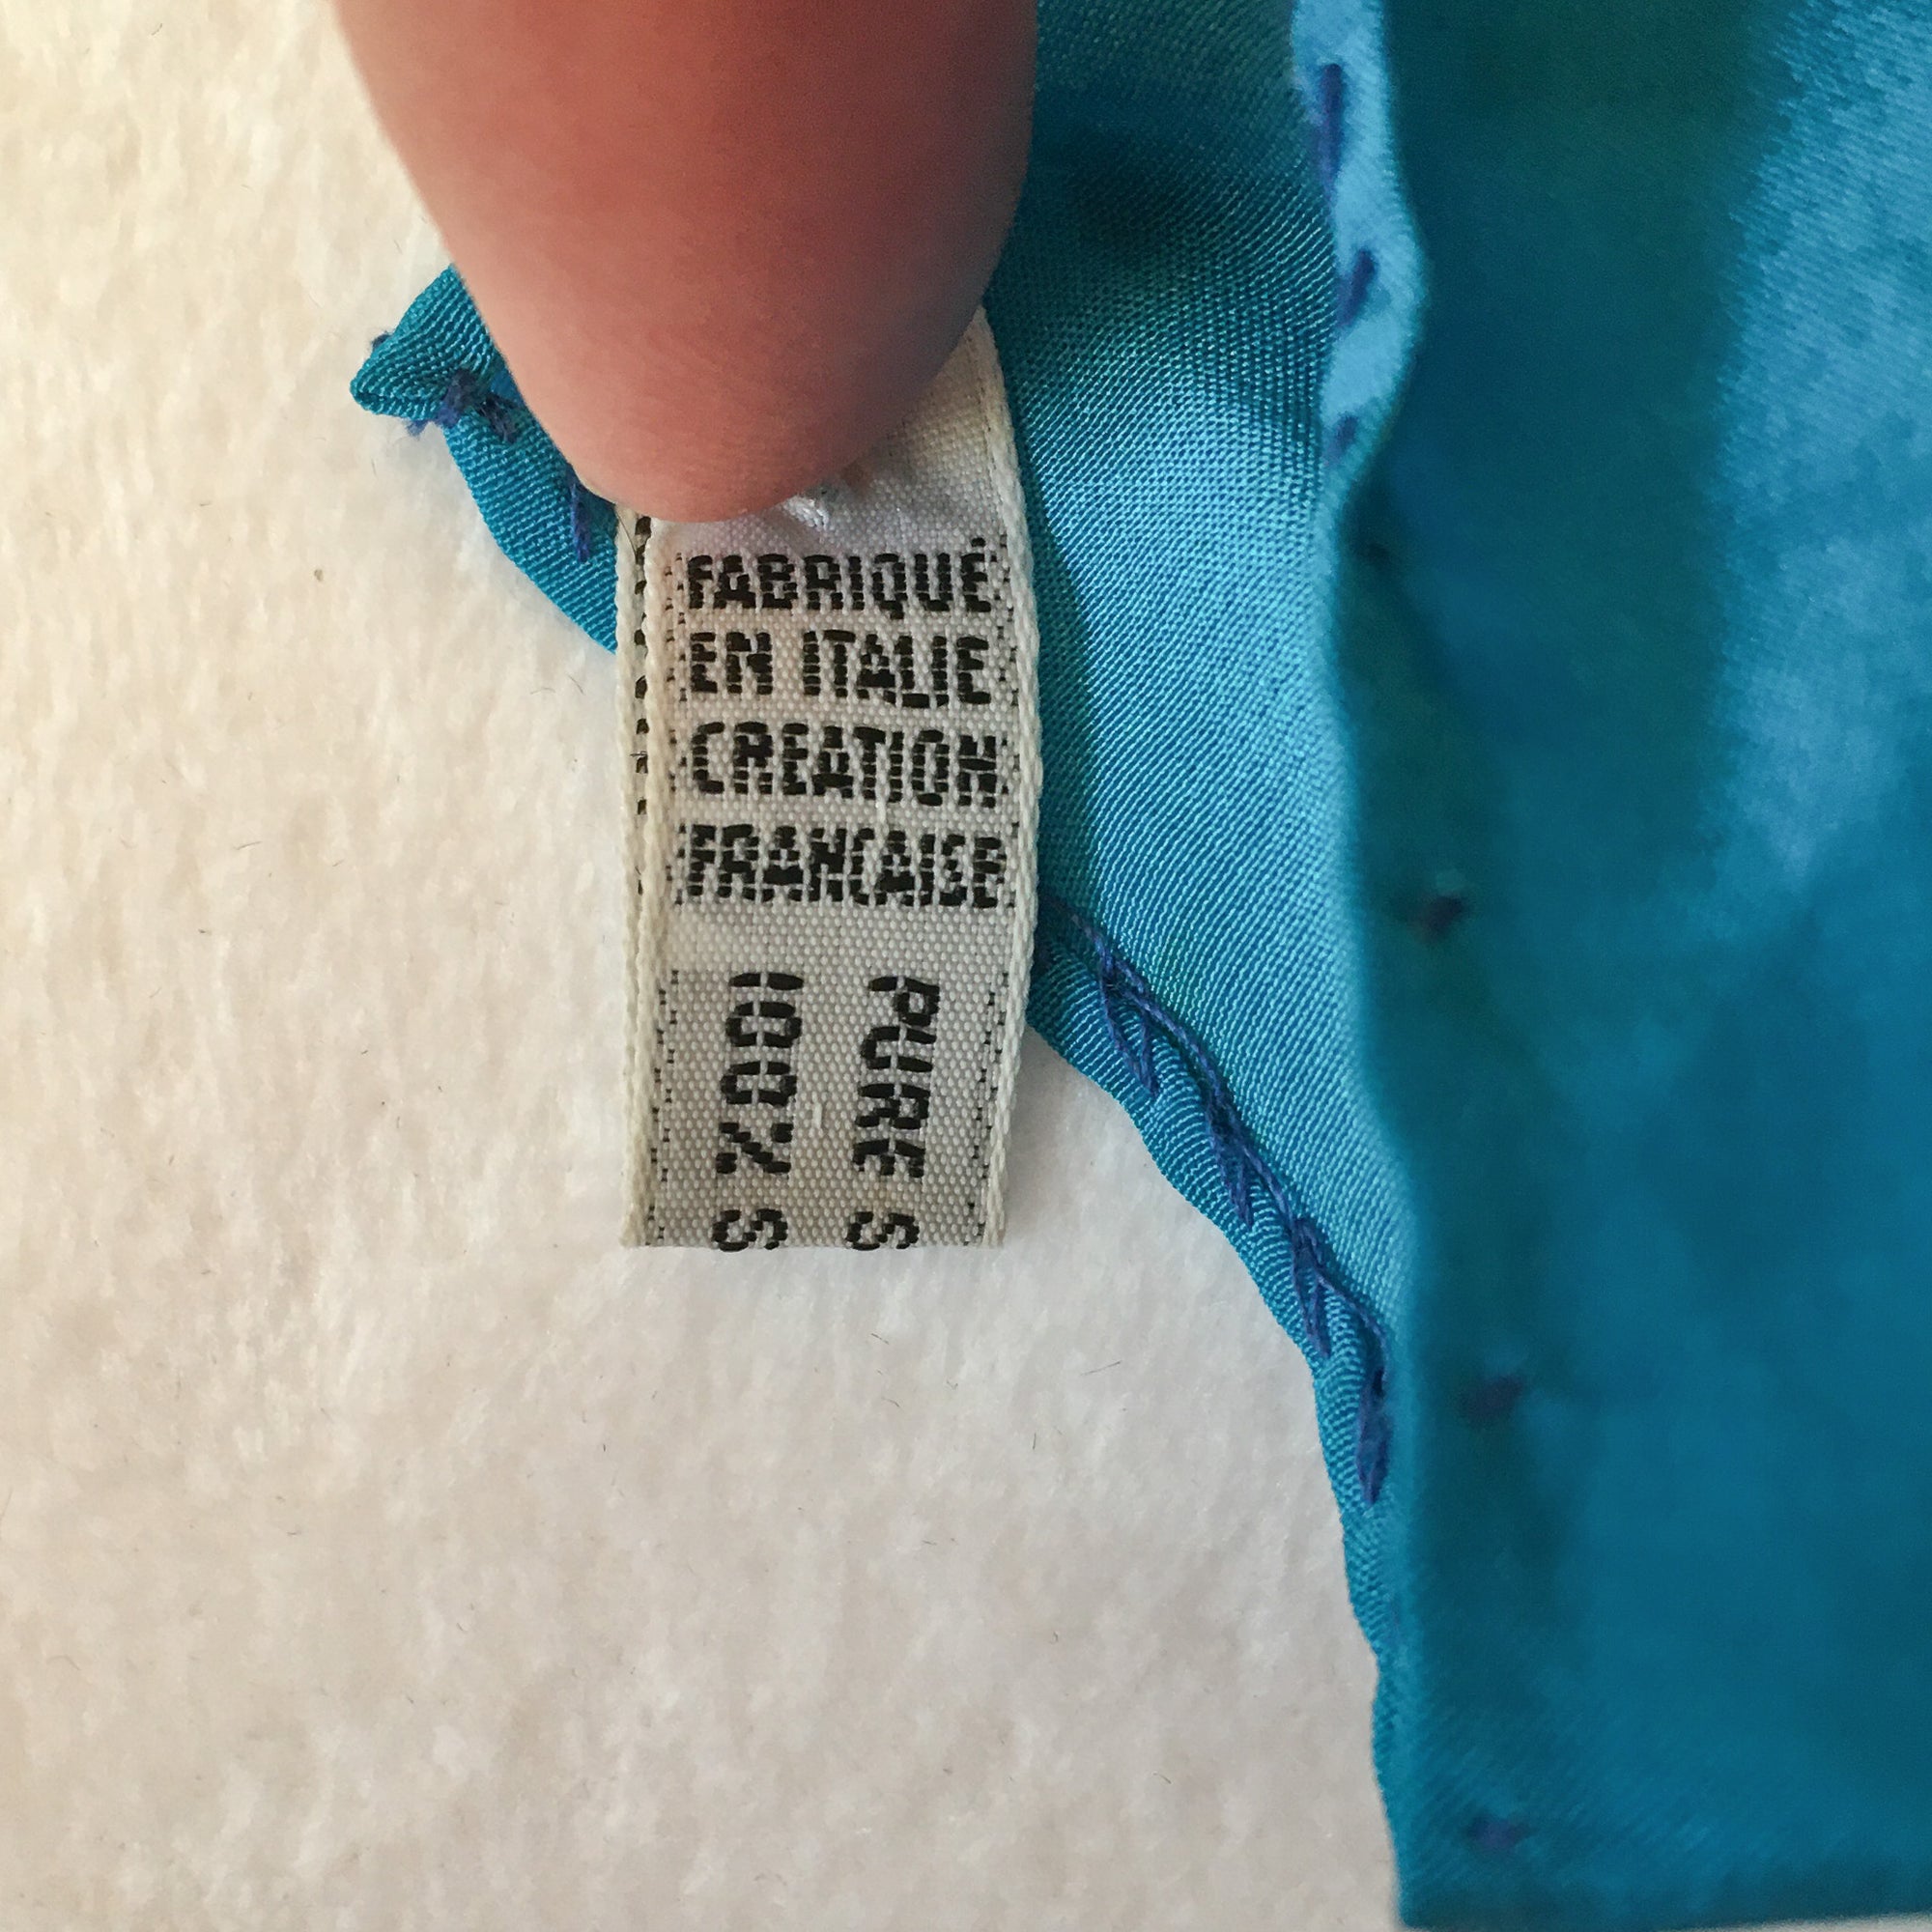 FABRIQUÉ
EN ITALIE
CREATION
FRANCAISE
PURE S
100% S